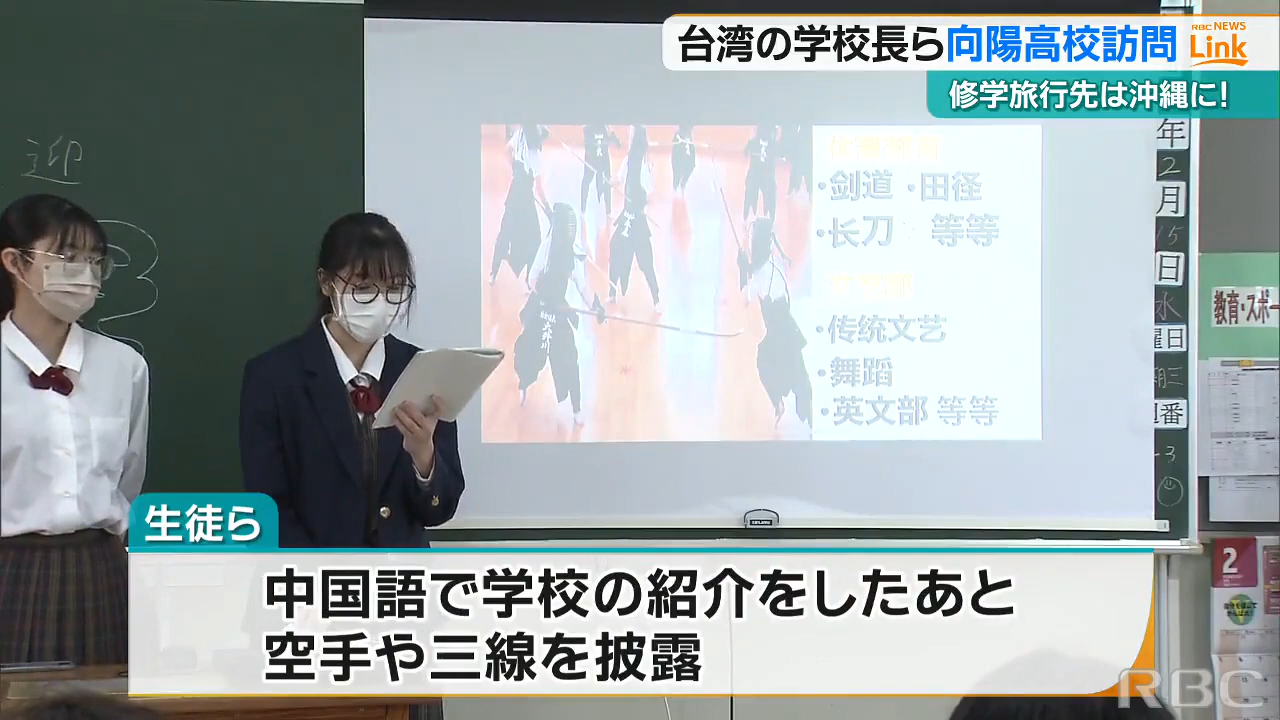 台湾の学校長ら向陽高校訪問
RBC NEWS
Link
修学旅行先は沖縄に!
迎
・剑道 ・田径
・长刀 等等
・传统文艺
・舞蹈
・英文部 等等
年
2
月
15
日
水
曜日
期三
週番
教育・スポー
2
生徒ら
中国語で学校の紹介をしたあと
空手や三線を披露
RBC